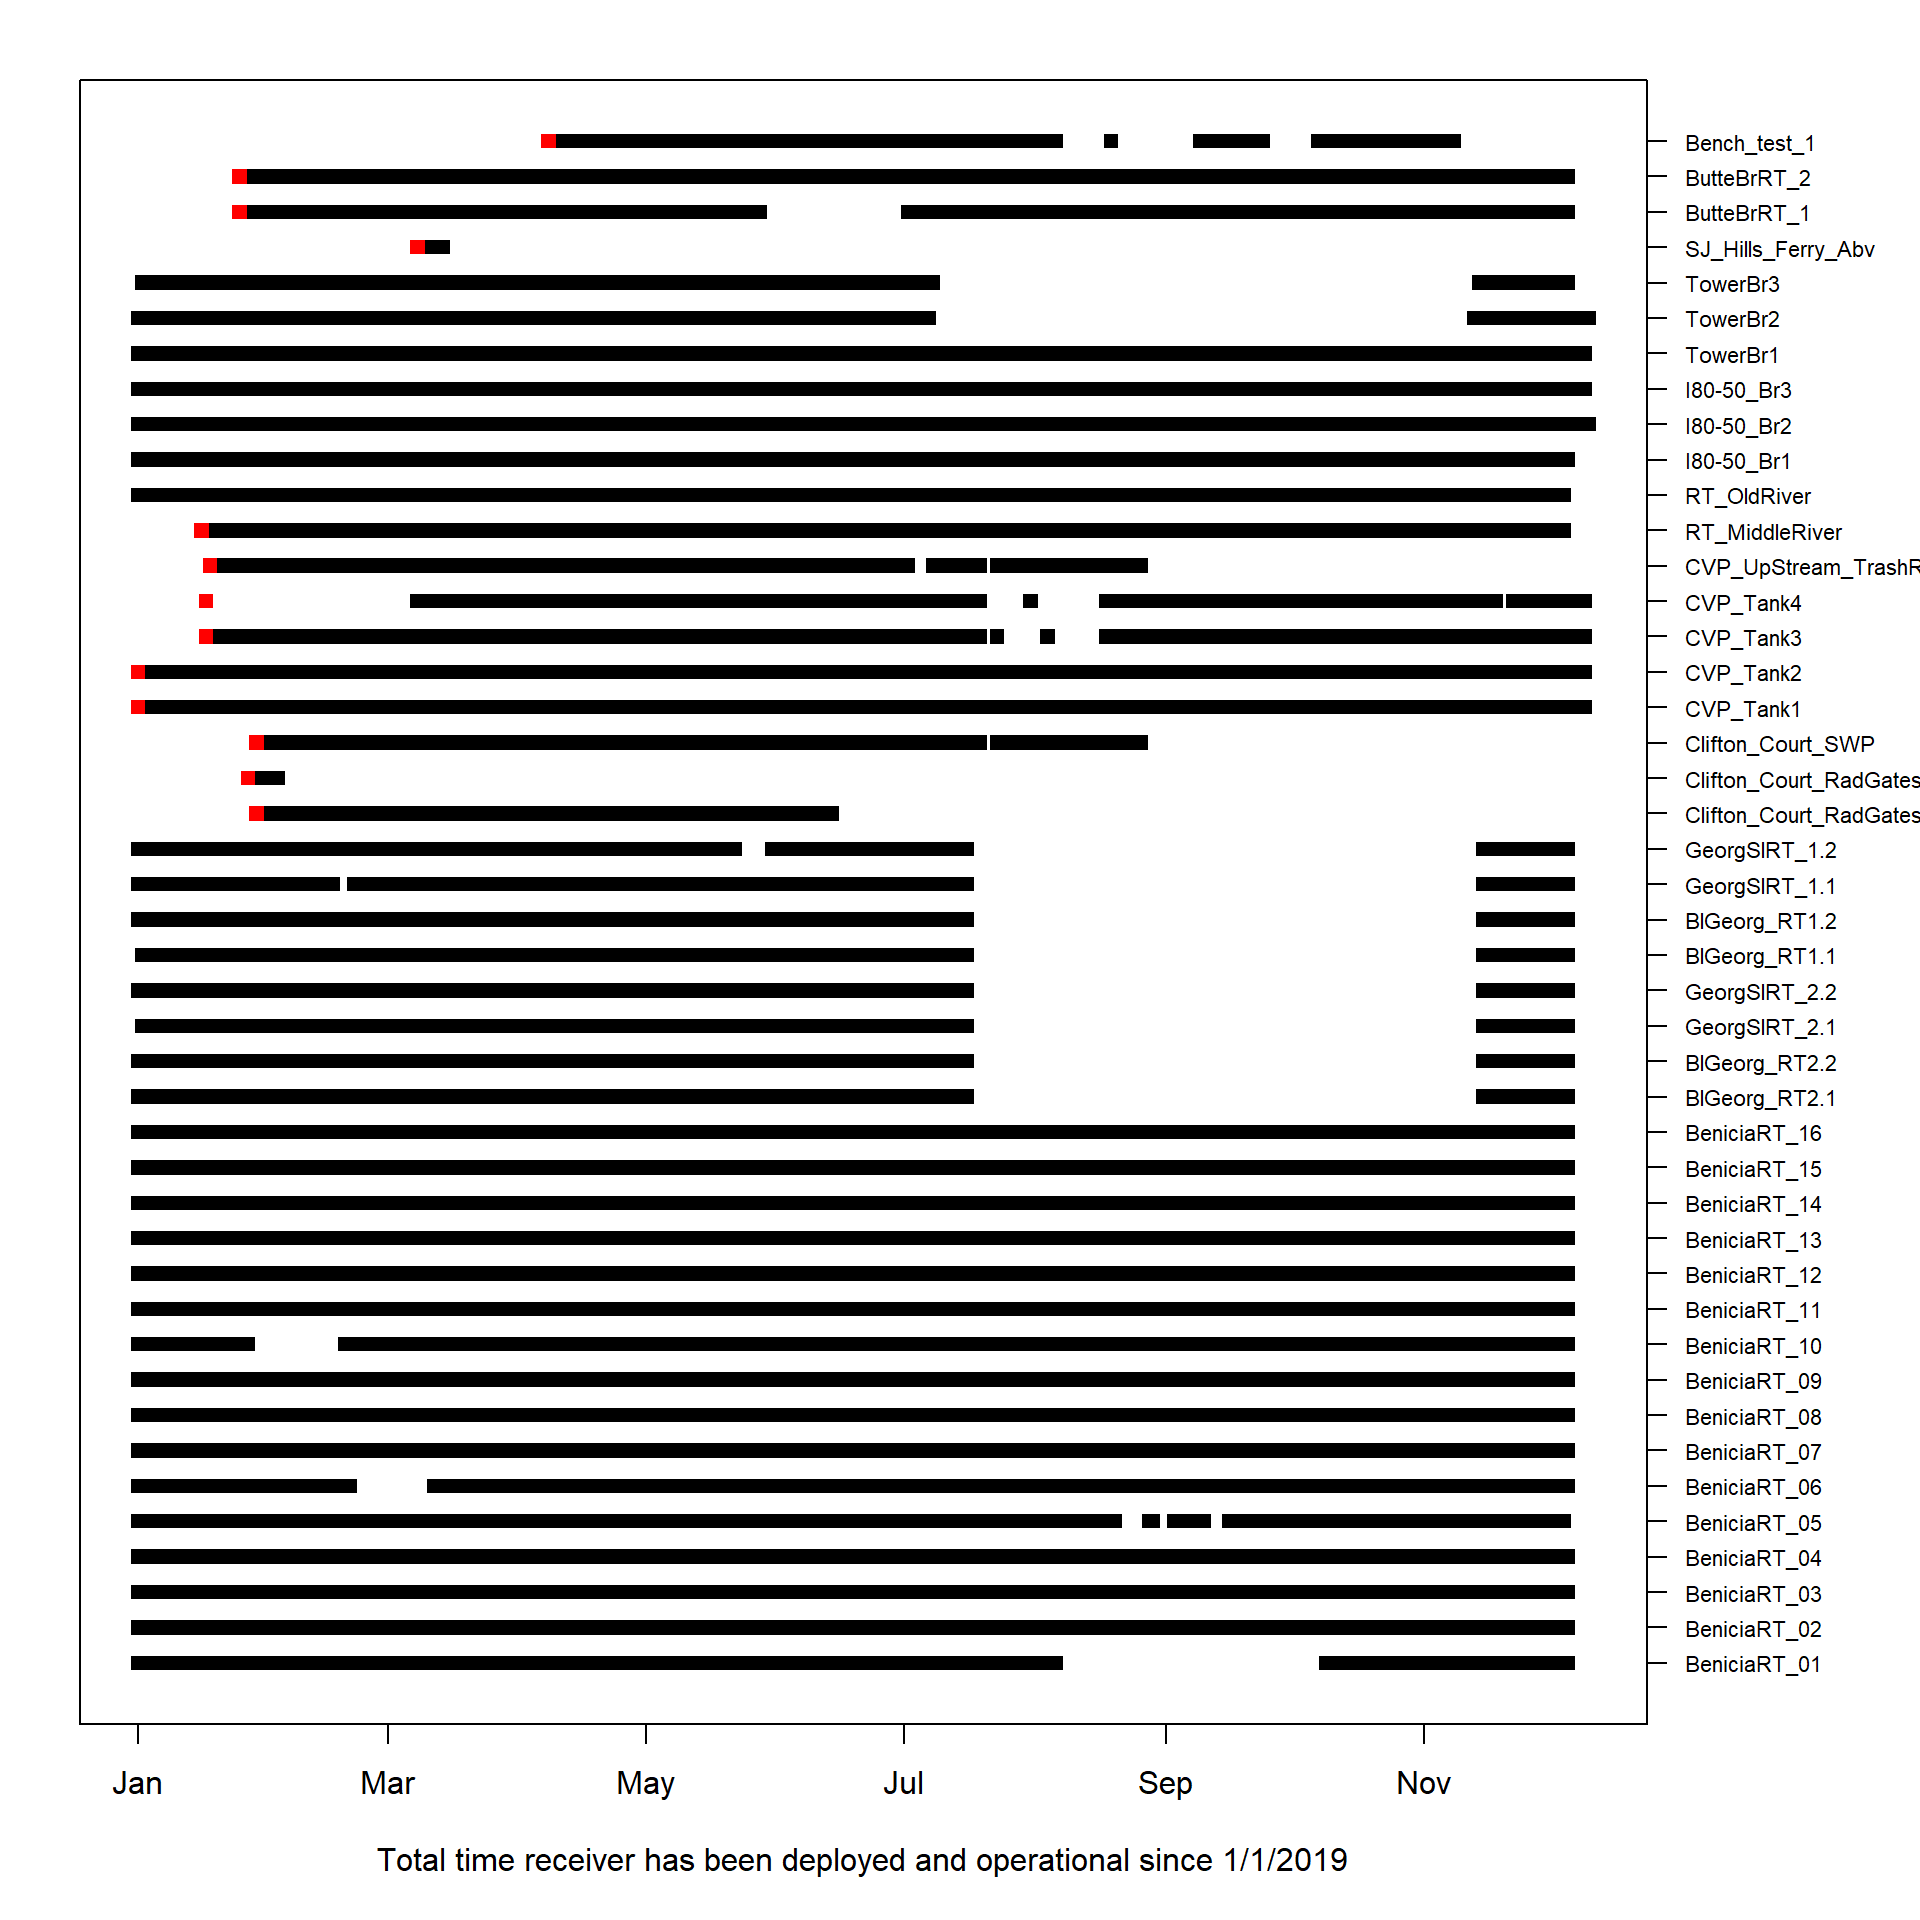 Bench_test_1
ButteBrRT_2
ButteBrRT_1
SJ_Hills_Ferry_Abv
TowerBr3
TowerBr2
TowerBr1
I80-50_Br3
I80-50_Br2
I80-50_Br1
RT_OldRiver
RT_MiddleRiver
CVP_UpStream_TrashR
CVP_Tank4
CVP_Tank3
CVP_Tank2
CVP_Tank1
Clifton_Court_SWP
Clifton_Court_RadGates
Clifton_Court_RadGates
GeorgSlRT_1.2
GeorgSlRT_1.1
BlGeorg_RT1.2
BlGeorg_RT1.1
GeorgSlRT_2.2
GeorgSlRT_2.1
BlGeorg_RT2.2
BlGeorg_RT2.1
BeniciaRT_16
BeniciaRT_15
BeniciaRT_14
BeniciaRT_13
BeniciaRT_12
BeniciaRT_11
BeniciaRT_10
BeniciaRT_09
BeniciaRT_08
BeniciaRT_07
BeniciaRT_06
BeniciaRT_05
BeniciaRT_04
BeniciaRT_03
BeniciaRT_02
BeniciaRT_01
Jan Mar May Jul Sep Nov
Total time receiver has been deployed and operational since 1/1/2019